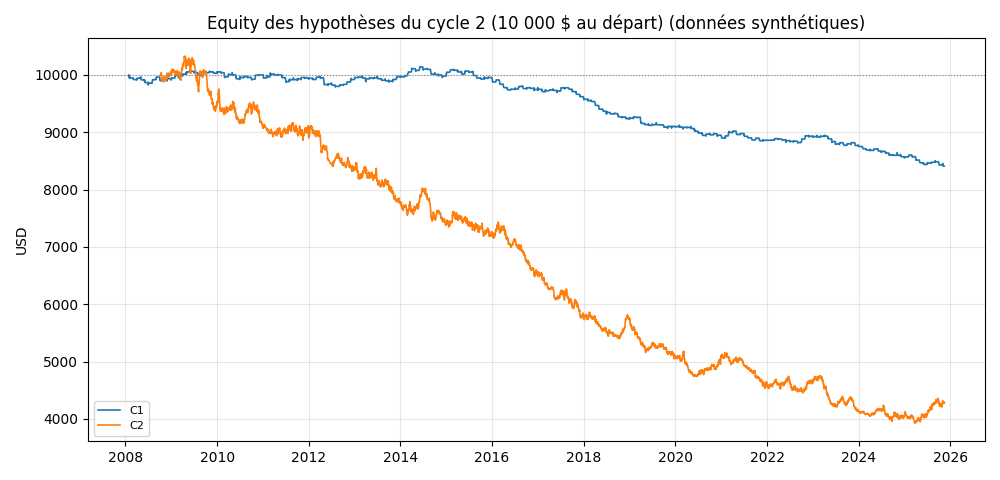 Equity des hypothèses du cycle 2 (10 000 $ au départ) (données synthétiques)
USD
10000
9000
8000
7000
6000
5000
4000
C1
C2
2008 2010 2012 2014 2016 2018 2020 2022 2024 2026